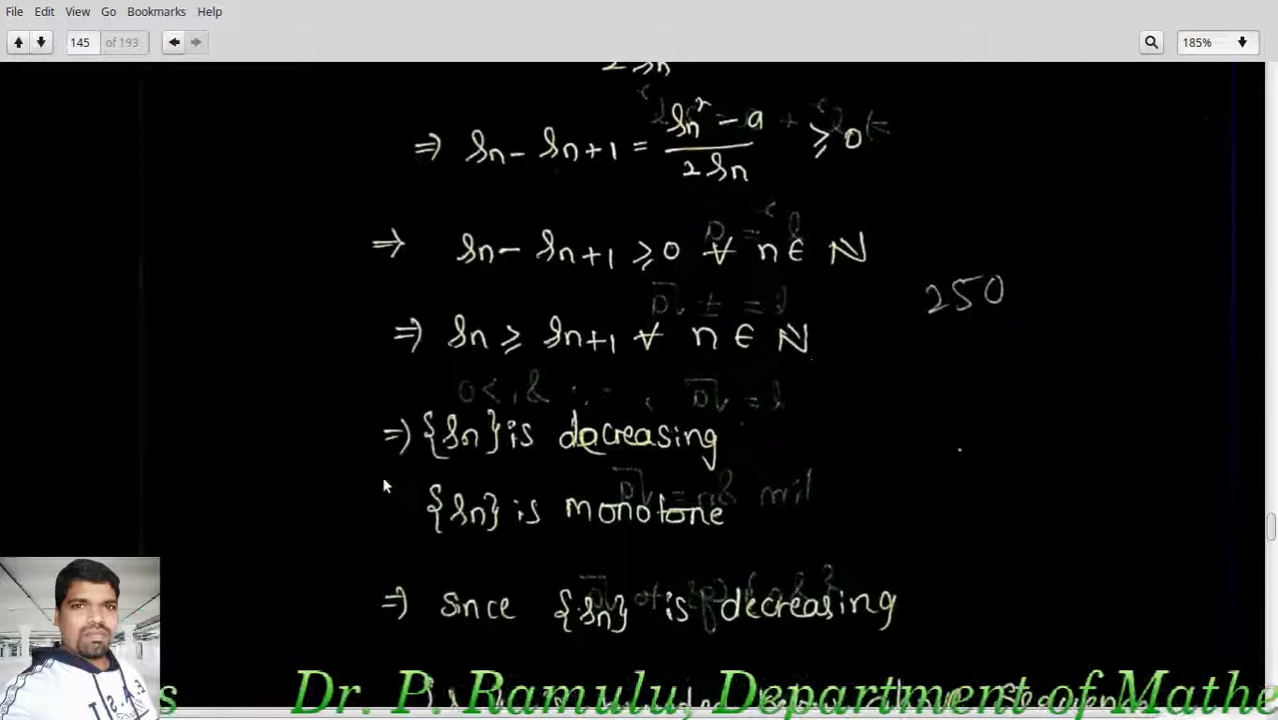 File Edit View Go Bookmarks Help
145 of 193 185%
2Sn
⇒ Sn - Sn+1 = Sn² - a / 2Sn ≥ 0
⇒ Sn - Sn+1 ≥ 0 ∀ n ∈ N
250
⇒ Sn ≥ Sn+1 ∀ n ∈ N
⇒ {Sn} is decreasing
{Sn} is monotone
⇒ Since {Sn} is decreasing
s Dr. P. Ramulu, Department of Mathe